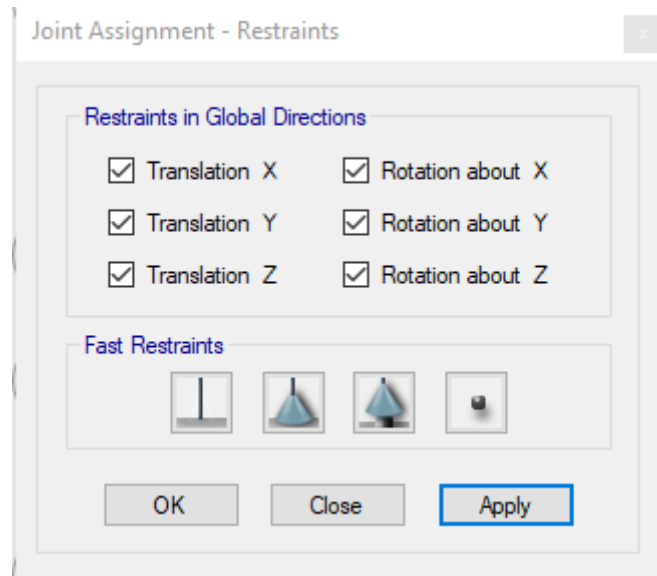 Joint Assignment - Restraints
x
Restraints in Global Directions
Translation X
Rotation about X
Translation Y
Rotation about Y
Translation Z
Rotation about Z
Fast Restraints
OK
Close
Apply